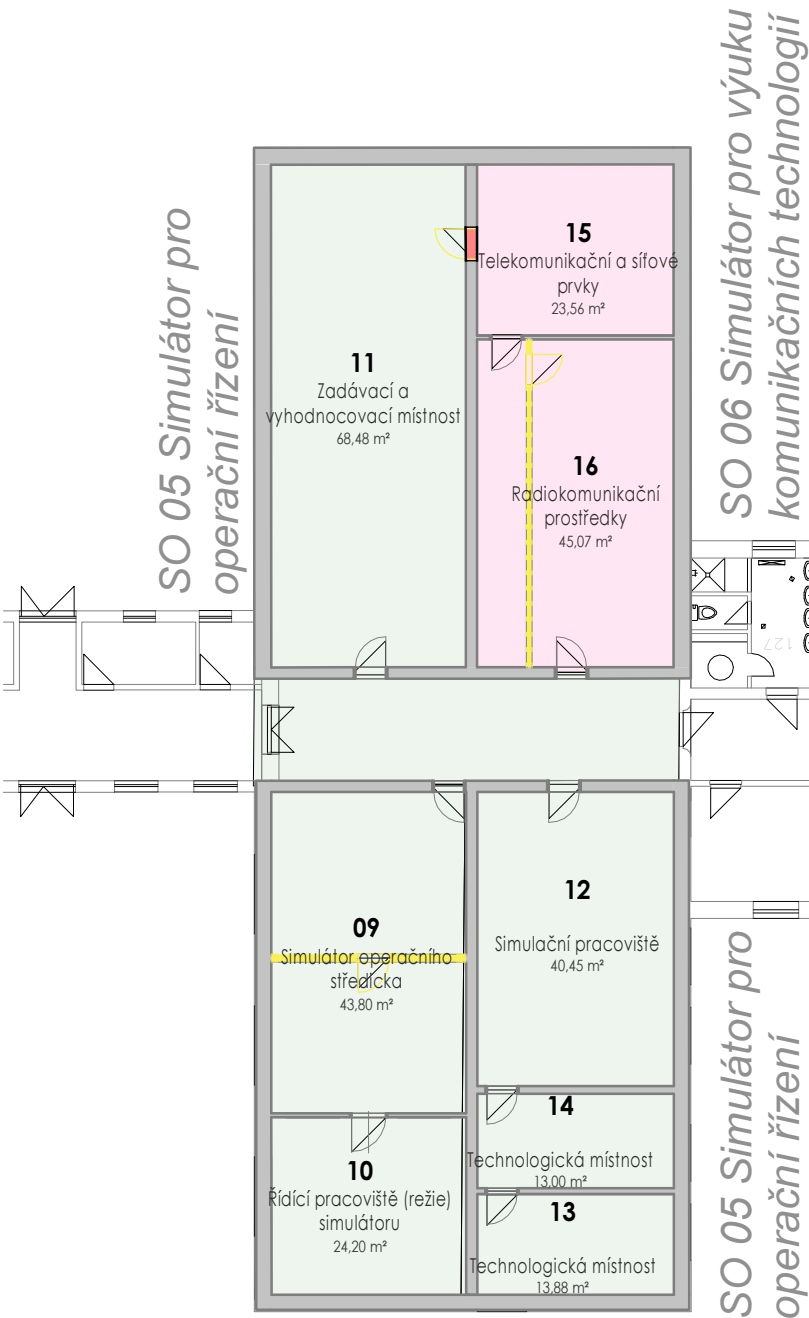 SO 05 Simulátor pro
operační řízení
SO 06 Simulátor pro výuku
komunikačních technologií
11
Zadávací a
vyhodnocovací místnost
68,48 m²
15
Telekomunikační a síťové
prvky
23,56 m²
16
Radiokomunikační
prostředky
45,07 m²
127
09
Simulátor operačního
střediska
43,80 m²
12
Simulační pracoviště
40,45 m²
10
Řídící pracoviště (režie)
simulátoru
24,20 m²
14
Technologická místnost
13,00 m²
13
Technologická místnost
13,88 m²
SO 05 Simulátor pro
operační řízení